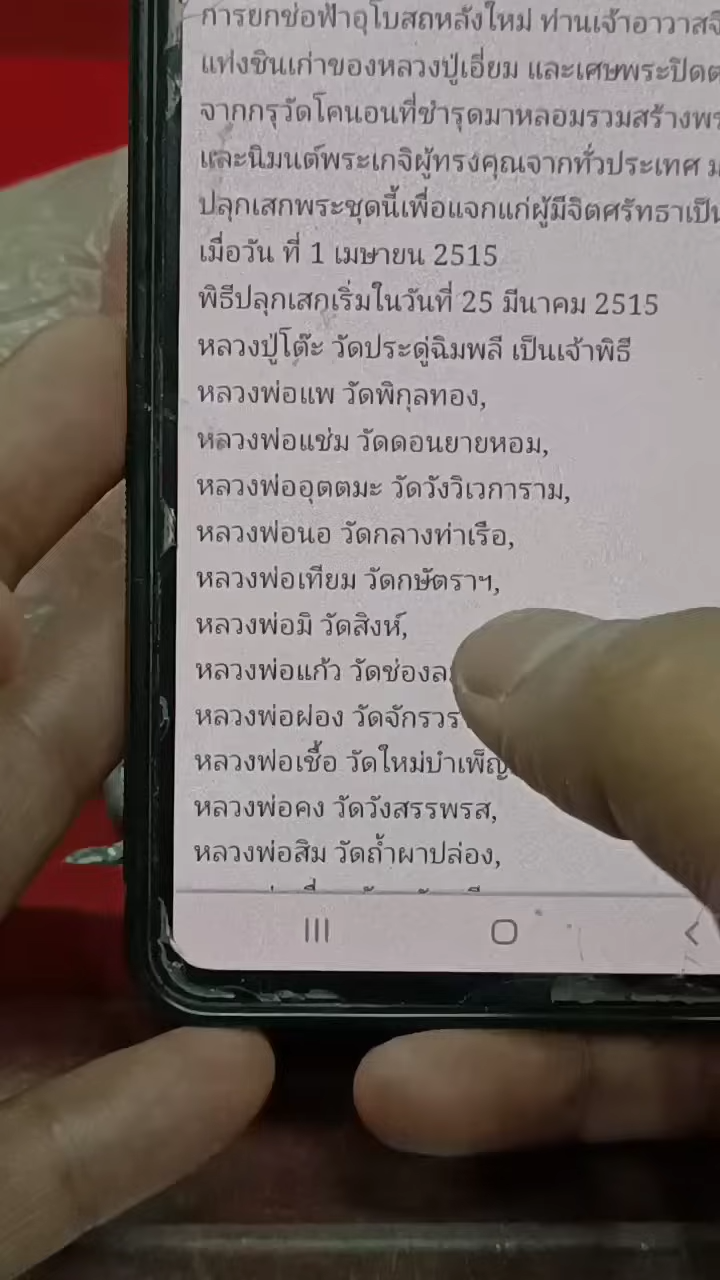 การยกช่อฟ้าอุโบสถหลังใหม่ ท่านเจ้าอาวาส
แท่งชินเก่าของหลวงปู่เอี่ยม และเศษพระปิด
จากกรุวัดโคนอนที่ชำรุดมาหลอมรวมสร้าง
และนิมนต์พระเกจิผู้ทรงคุณจากทั่วประเทศ
ปลุกเสกพระชุดนี้เพื่อแจกแก่ผู้มีจิตศรัทธา
เมื่อวัน ที่ 1 เมษายน 2515
พิธีปลุกเสกเริ่มในวันที่ 25 มีนาคม 2515
หลวงปู่โต๊ะ วัดประดู่ฉิมพลี เป็นเจ้าพิธี
หลวงพ่อแพ วัดพิกุลทอง,
หลวงพ่อแช่ม วัดดอนยายหอม,
หลวงพ่ออุตตมะ วัดวังวิเวการาม,
หลวงพ่อนอ วัดกลางท่าเรือ,
หลวงพ่อเทียม วัดกษัตราฯ,
หลวงพ่อมิ วัดสิงห์,
หลวงพ่อแก้ว วัดช่อง
หลวงพ่อผ่อง วัดจักรวร
หลวงพ่อเชื้อ วัดใหม่บำเพ็ญ
หลวงพ่อคง วัดวังสรรพรส,
หลวงพ่อสิม วัดถ้ำผาปล่อง,